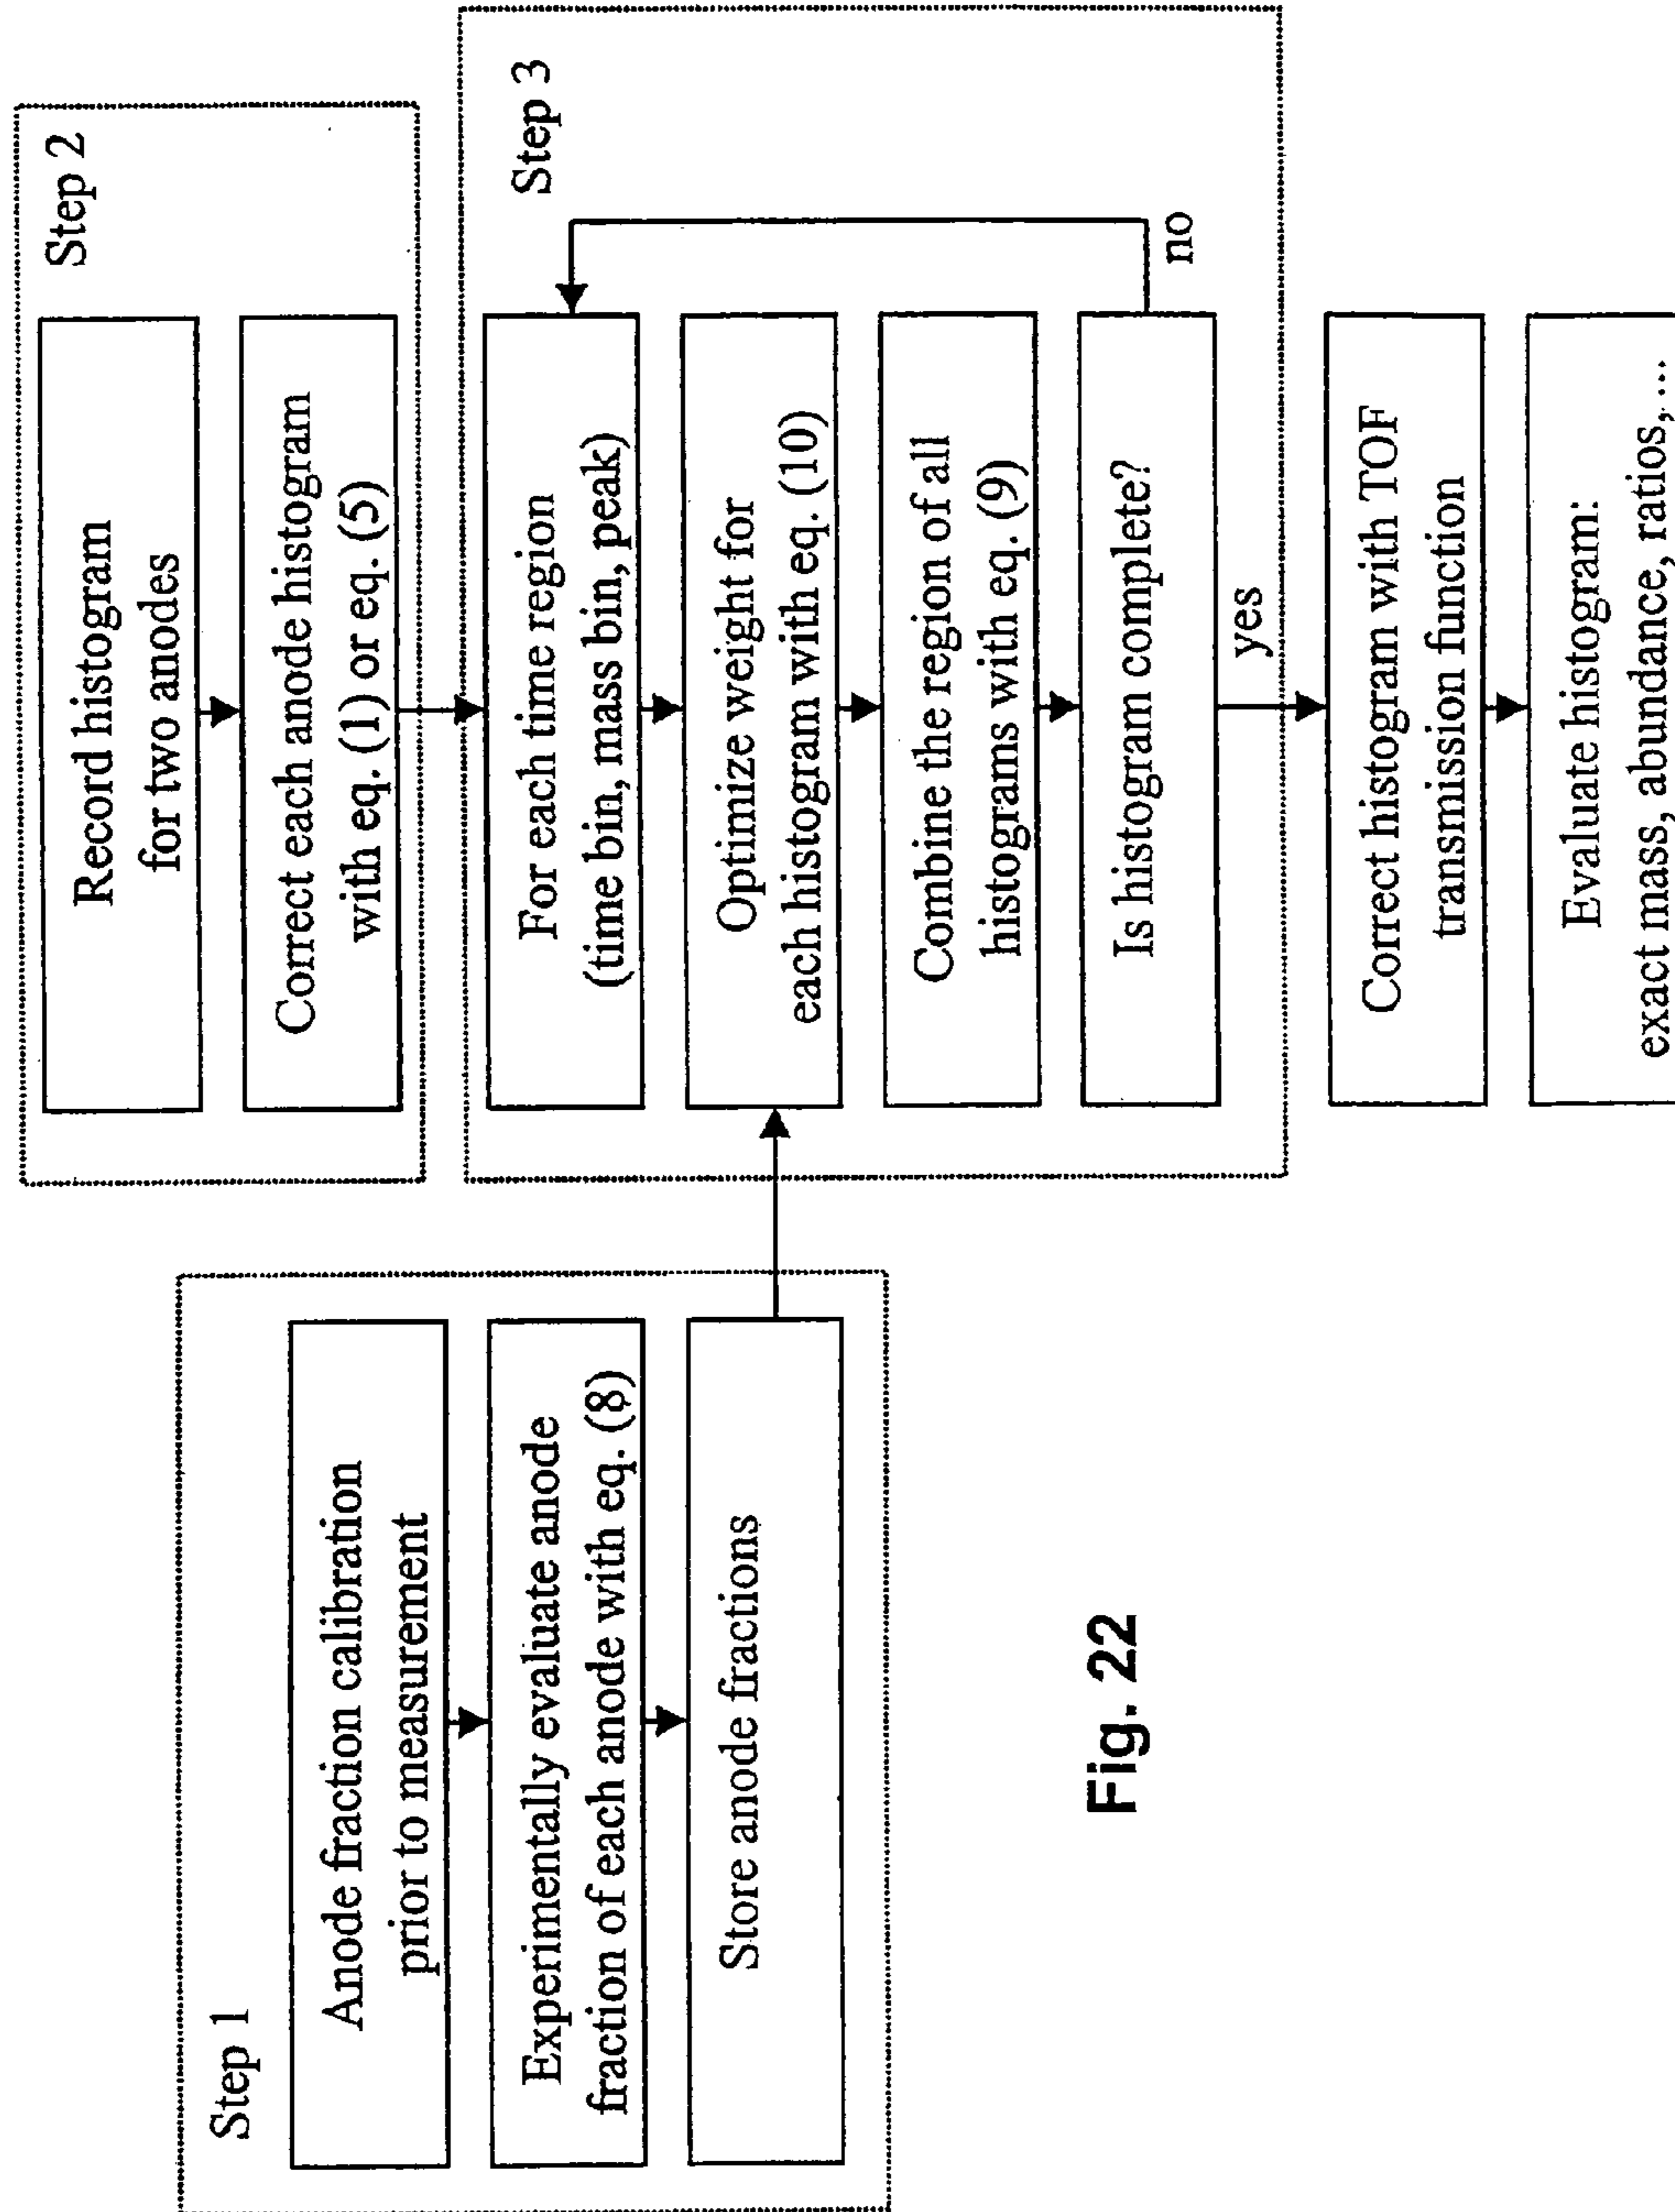 Step 1
Anode fraction calibration
prior to measurement
Experimentally evaluate anode
fraction of each anode with eq. (8)
Store anode fractions
Step 2
Record histogram
for two anodes
Correct each anode histogram
with eq. (1) or eq. (5)
Step 3
For each time region
(time bin, mass bin, peak)
Optimize weight for
each histogram with eq. (10)
Combine the region of all
histograms with eq. (9)
Is histogram complete?
no
yes
Correct histogram with TOF
transmission function
Evaluate histogram:
exact mass, abundance, ratios,...
Fig. 22